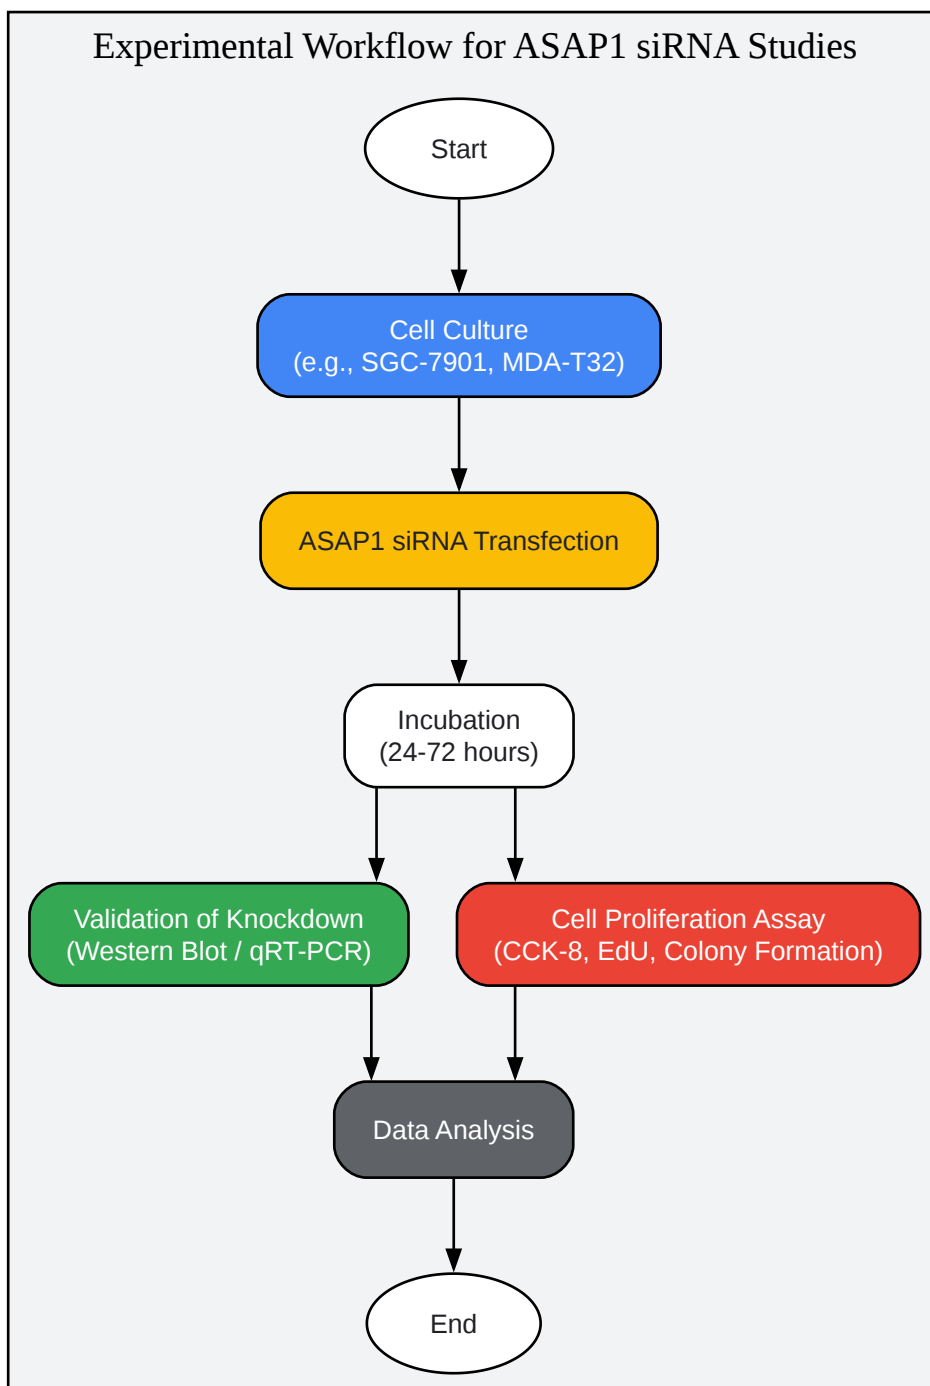 Experimental Workflow for ASAP1 siRNA Studies
Start
Cell Culture
(e.g., SGC-7901, MDA-T32)
ASAP1 siRNA Transfection
Incubation
(24-72 hours)
Validation of Knockdown
(Western Blot / qRT-PCR)
Cell Proliferation Assay
(CCK-8, EdU, Colony Formation)
Data Analysis
End